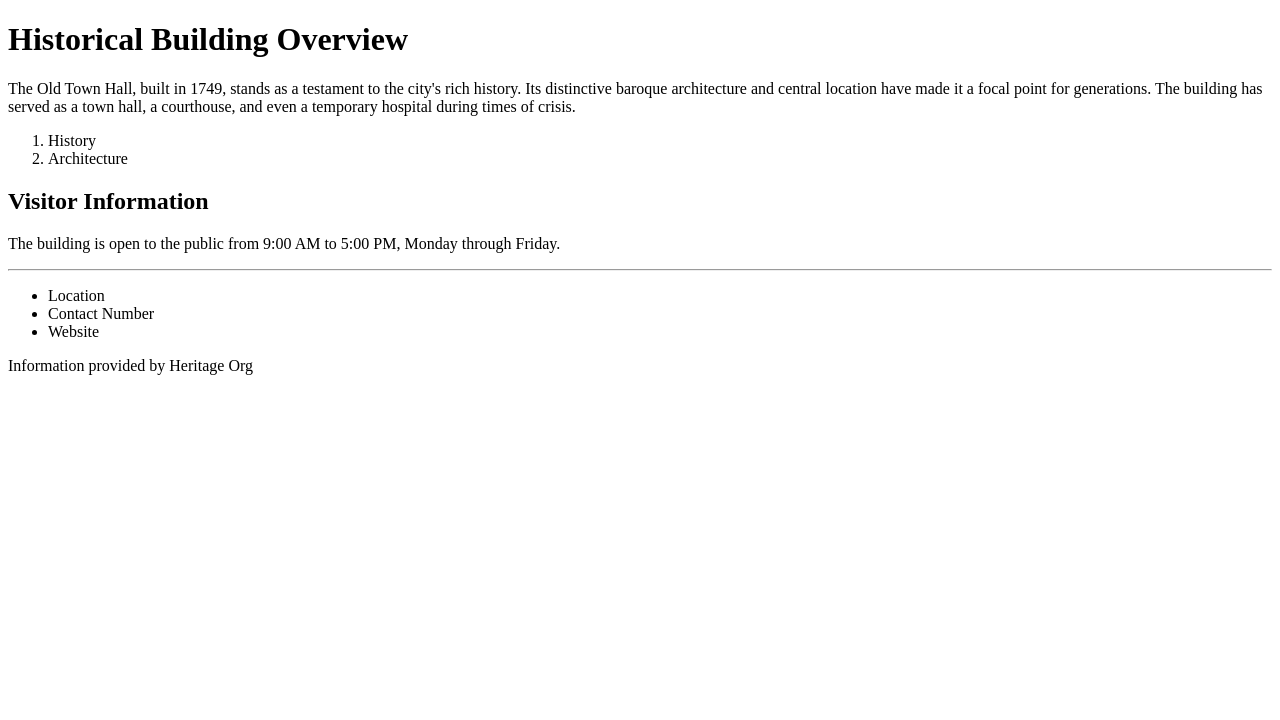 Historical Building Overview
The Old Town Hall, built in 1749, stands as a testament to the city's rich history. Its distinctive baroque architecture and central location have made it a focal point for generations. The building has
served as a town hall, a courthouse, and even a temporary hospital during times of crisis.
1. History
2. Architecture
Visitor Information
The building is open to the public from 9:00 AM to 5:00 PM, Monday through Friday.
• Location
• Contact Number
• Website
Information provided by Heritage Org